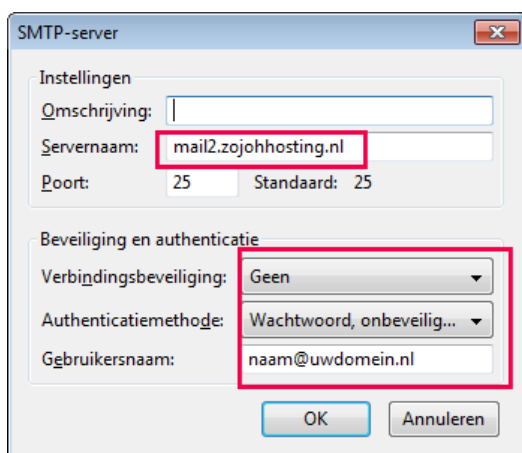 SMTP-server
Instellingen
Omschrijving:
Servernaam: mail2.zojohhosting.nl
Poort: 25 Standaard: 25
Beveiliging en authenticatie
Verbindingsbeveiliging: Geen
Authenticatiemethode: Wachtwoord, onbeveilig...
Gebruikersnaam: naam@uwdomein.nl
OK Annuleren